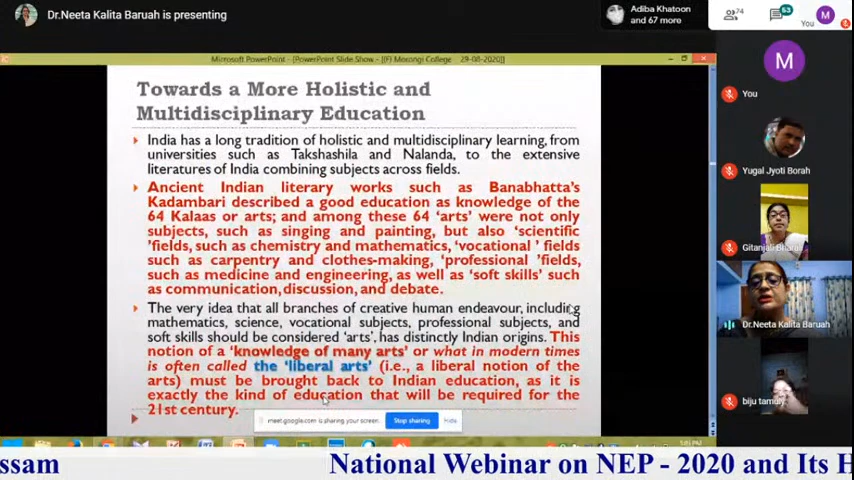 Dr.Neeta Kalita Baruah is presenting
Adiba Khatoon
and 67 more
74
63
You
M
Microsoft PowerPoint - [PowerPoint Slide Show - [(F) Morongi College 29-08-2020]]
Towards a More Holistic and
Multidisciplinary Education
India has a long tradition of holistic and multidisciplinary learning, from
universities such as Takshashila and Nalanda, to the extensive
literatures of India combining subjects across fields.
Ancient Indian literary works such as Banabhatta's
Kadambari described a good education as knowledge of the
64 Kalaas or arts; and among these 64 'arts' were not only
subjects, such as singing and painting, but also 'scientific
'fields, such as chemistry and mathematics, 'vocational ' fields
such as carpentry and clothes-making, 'professional 'fields,
such as medicine and engineering, as well as 'soft skills' such
as communication, discussion, and debate.
The very idea that all branches of creative human endeavour, including
mathematics, science, vocational subjects, professional subjects, and
soft skills should be considered 'arts', has distinctly Indian origins. This
notion of a 'knowledge of many arts' or what in modern times
is often called the 'liberal arts' (i.e., a liberal notion of the
arts) must be brought back to Indian education, as it is
exactly the kind of education that will be required for the
21st century.
meet.google.com is sharing your screen.
Stop sharing
Hide
M
You
Yugal Jyoti Borah
Gitanjali Bharali
Dr.Neeta Kalita Baruah
biju tamuly
ssam
National Webinar on NEP - 2020 and Its H